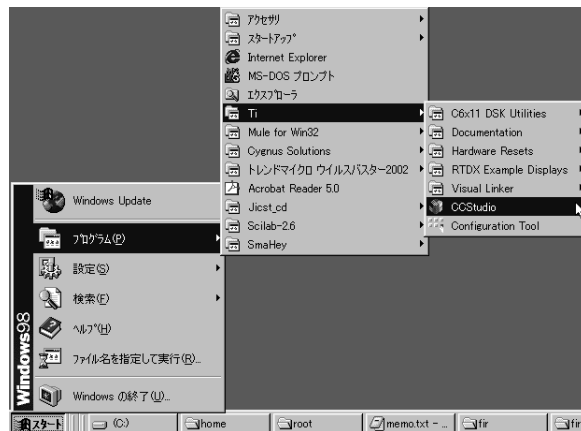 アクセサリ
スタートアップ
Internet Explorer
MS-DOS プロンプト
エクスプローラ
Ti
Mule for Win32
Cygnus Solutions
トレンドマイクロ ウイルスバスター2002
Acrobat Reader 5.0
Jicst_cd
Scilab-2.6
SmaHey
C6x11 DSK Utilities
Documentation
Hardware Resets
RTDX Example Displays
Visual Linker
CCStudio
Configuration Tool
Windows Update
プログラム(P)
設定(S)
検索(F)
ヘルプ(H)
ファイル名を指定して実行(R)...
Windows の終了(U)...
Windows98
スタート
(C:)
home
root
memo.txt - ...
fir
fir